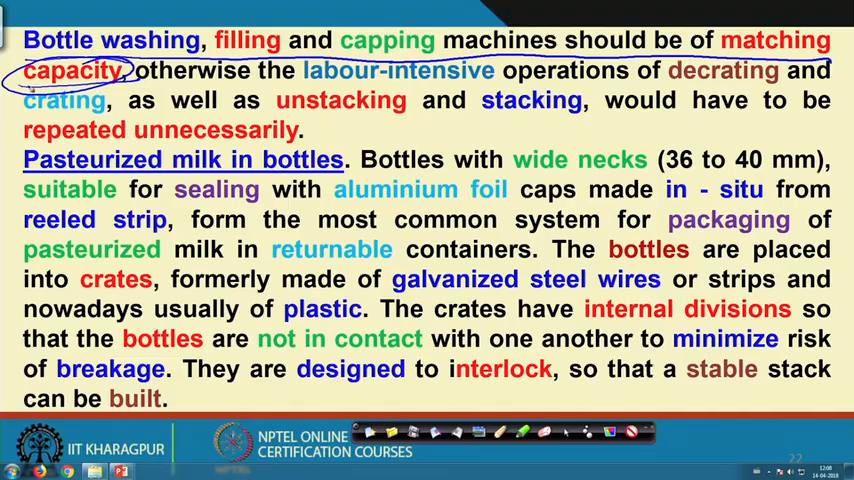 Bottle washing, filling and capping machines should be of matching
capacity, otherwise the labour-intensive operations of decrating and
crating, as well as unstacking and stacking, would have to be
repeated unnecessarily.
Pasteurized milk in bottles. Bottles with wide necks (36 to 40 mm),
suitable for sealing with aluminium foil caps made in - situ from
reeled strip, form the most common system for packaging of
pasteurized milk in returnable containers. The bottles are placed
into crates, formerly made of galvanized steel wires or strips and
nowadays usually of plastic. The crates have internal divisions so
that the bottles are not in contact with one another to minimize risk
of breakage. They are designed to interlock, so that a stable stack
can be built.
IIT KHARAGPUR
NPTEL ONLINE
CERTIFICATION COURSES
22
12:08
14-04-2018